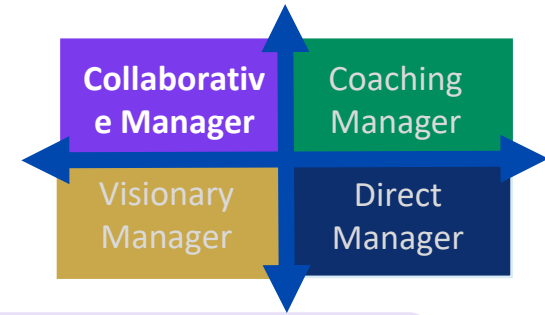 Collaborativ
e Manager
Coaching
Manager
Visionary
Manager
Direct
Manager